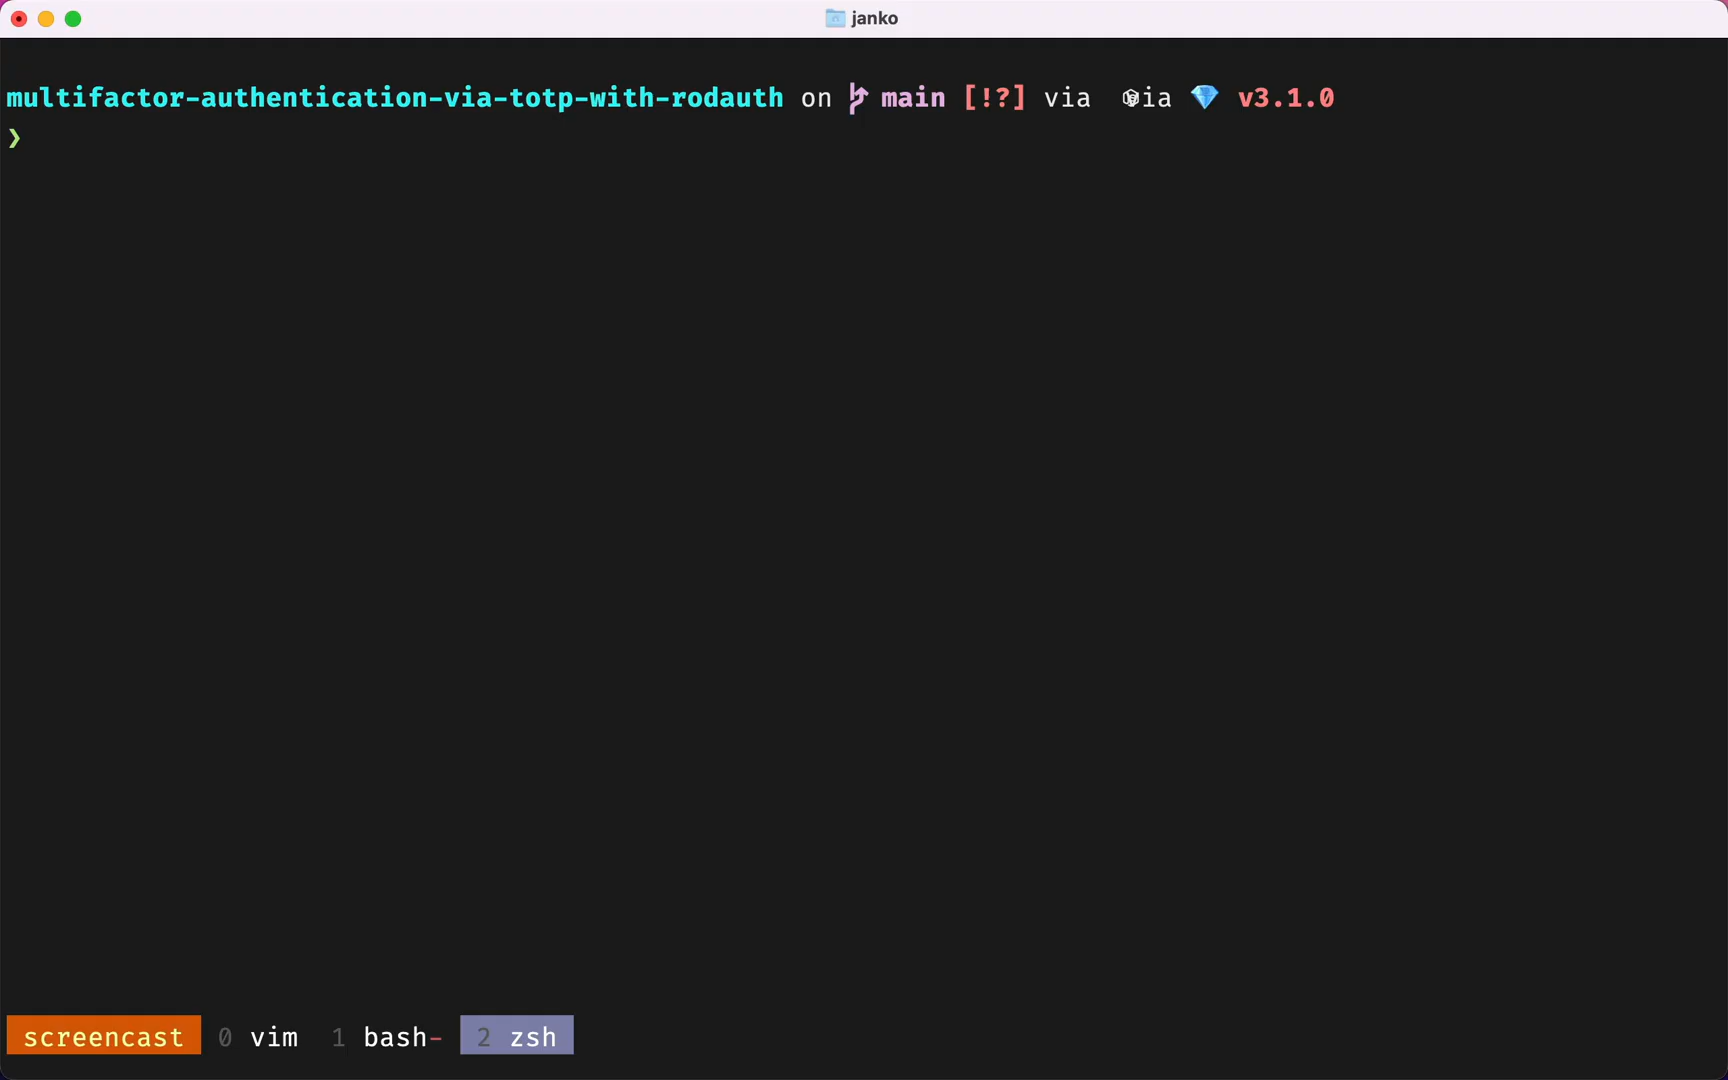 janko
multifactor-authentication-via-totp-with-rodauth on main [!?] via ia 💎 v3.1.0
❯
screencast 0 vim 1 bash- 2 zsh